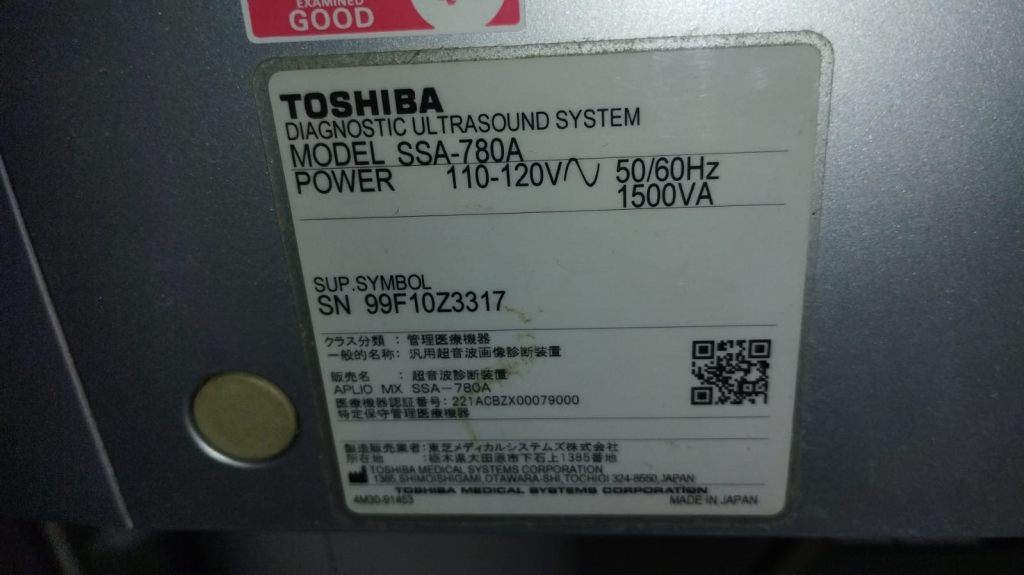 EXAMINED
GOOD
TOSHIBA
DIAGNOSTIC ULTRASOUND SYSTEM
MODEL SSA-780A
POWER 110-120V 50/60Hz
1500VA
SUP.SYMBOL
SN 99F10Z3317
クラス分類 : 管理医療機器
一般的名称: 汎用超音波画像診断装置
販売名 : 超音波診断装置
APLIO MX SSA-780A
医療機器認証番号: 221ACBZX00079000
特定保守管理医療機器
製造販売業者: 東芝メディカルシステムズ株式会社
所在地 : 栃木県大田原市下石上1385番地
TOSHIBA MEDICAL SYSTEMS CORPORATION
1385, SHIMOISHIGAMI, OTAWARA-SHI, TOCHIGI 324-8550, JAPAN
TOSHIBA MEDICAL SYSTEMS CORPORATION
4M30-91453 MADE IN JAPAN